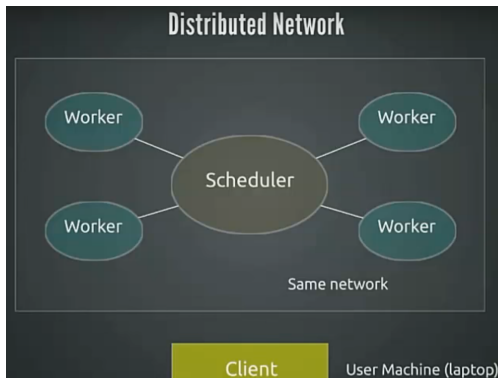 Distributed Network
Worker
Worker
Scheduler
Worker
Worker
Same network
Client
User Machine (laptop)